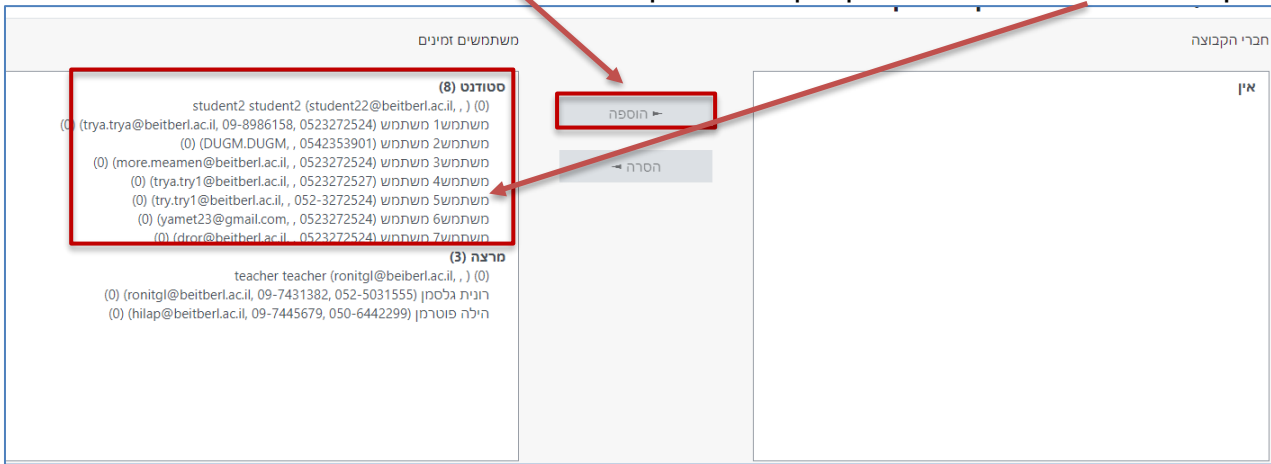 חברי הקבוצה
אין
◄ הוספה
הסרה ►
משתמשים זמינים
סטודנט (8)
student2 student2 (student22@beitberl.ac.il, , ) (0)
משתמש1 משתמש (trya.trya@beitberl.ac.il, 09-8986158, 0523272524) (0)
משתמש2 משתמש (DUGM.DUGM, , 0542353901) (0)
משתמש3 משתמש (more.meamen@beitberl.ac.il, , 0523272524) (0)
משתמש4 משתמש (trya.try1@beitberl.ac.il, , 0523272527) (0)
משתמש5 משתמש (try.try1@beitberl.ac.il, , 052-3272524) (0)
משתמש6 משתמש (yamet23@gmail.com, , 0523272524) (0)
משתמש7 משתמש (dror@beitberl.ac.il, , 0523272524) (0)
מרצה (3)
teacher teacher (ronitgl@beiberl.ac.il, , ) (0)
רונית גלסמן (ronitgl@beitberl.ac.il, 09-7431382, 052-5031555) (0)
הילה פוטרמן (hilap@beitberl.ac.il, 09-7445679, 050-6442299) (0)